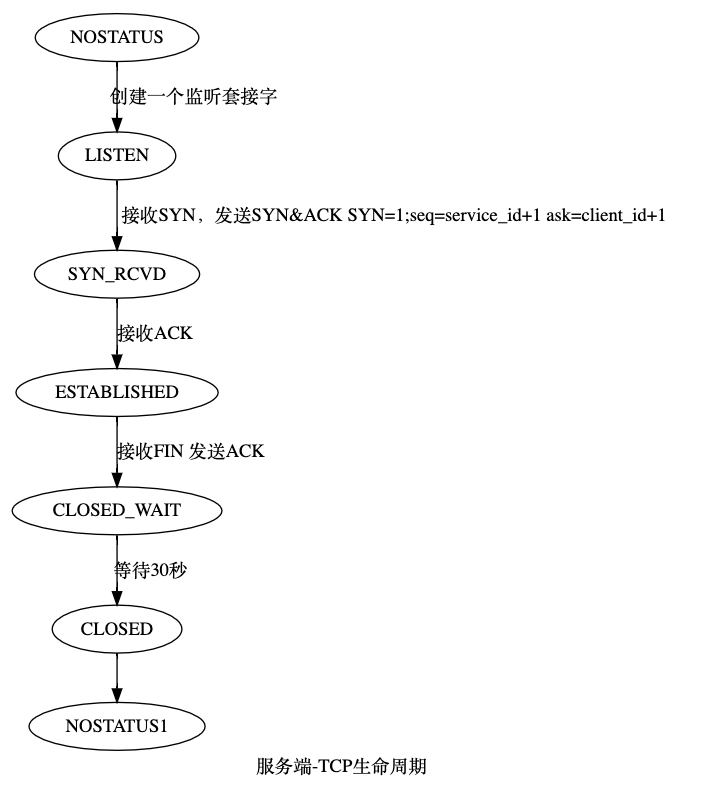 NOSTATUS
创建一个监听套接字
LISTEN
接收SYN，发送SYN&ACK SYN=1;seq=service_id+1 ask=client_id+1
SYN_RCVD
接收ACK
ESTABLISHED
接收FIN 发送ACK
CLOSED_WAIT
等待30秒
CLOSED
NOSTATUS1
服务端-TCP生命周期